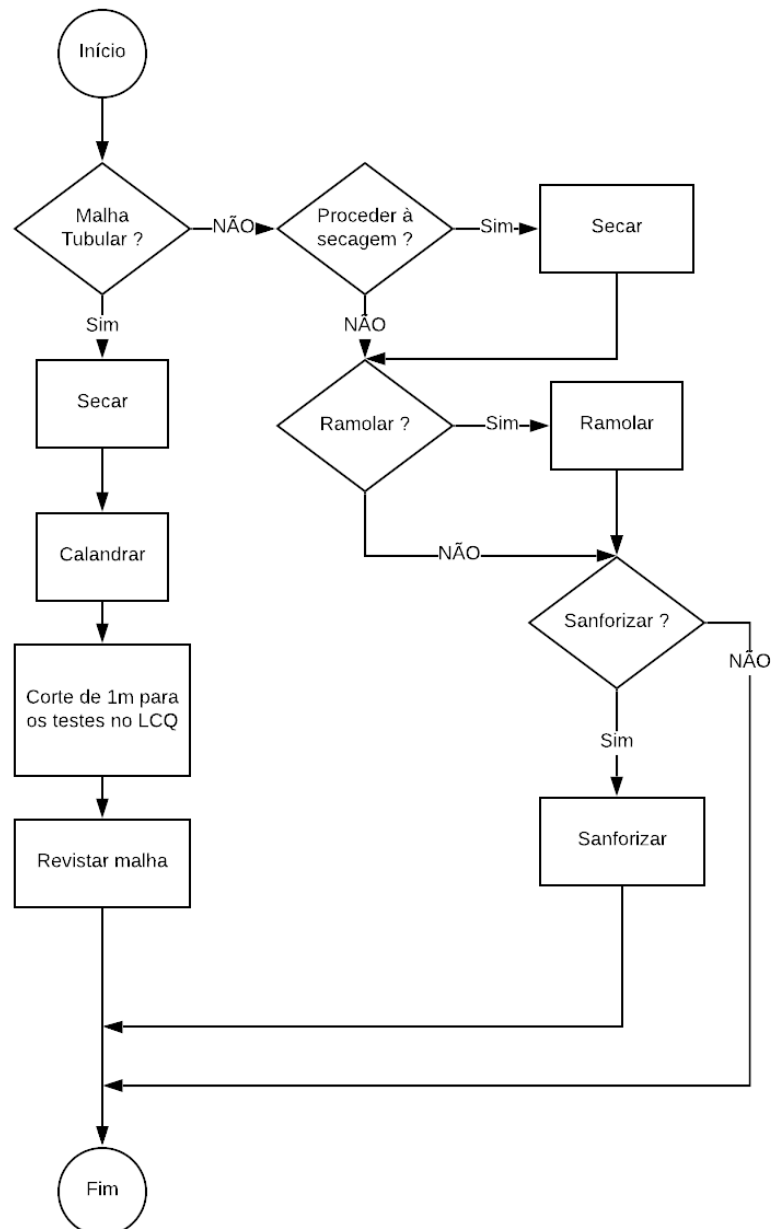 Início
Malha
Tubular ?
NÃO
Proceder à
secagem ?
Sim
Secar
Sim
NÃO
Secar
Ramolar ?
Sim
Ramolar
Calandrar
NÃO
Sanforizar ?
NÃO
Corte de 1m para
os testes no LCQ
Sim
Revistar malha
Sanforizar
Fim